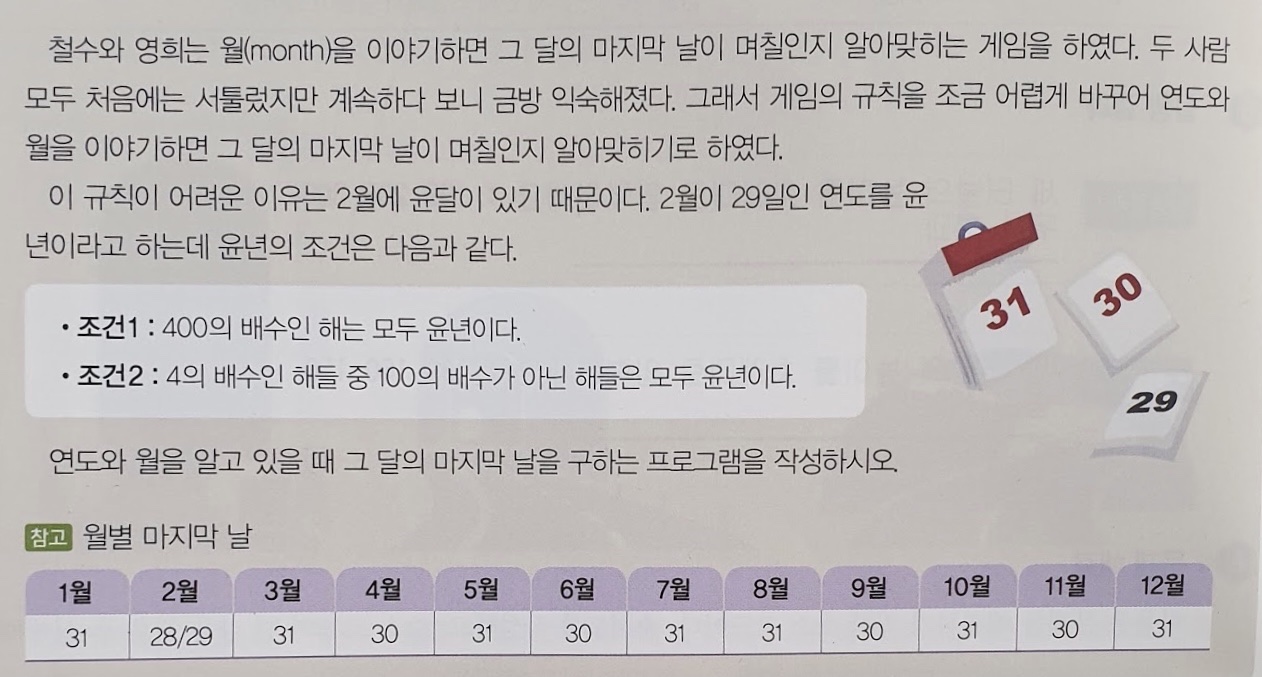 철수와 영희는 월(month)을 이야기하면 그 달의 마지막 날이 며칠인지 알아맞히는 게임을 하였다. 두 사람
모두 처음에는 서툴렀지만 계속하다 보니 금방 익숙해졌다. 그래서 게임의 규칙을 조금 어렵게 바꾸어 연도와
월을 이야기하면 그 달의 마지막 날이 며칠인지 알아맞히기로 하였다.
이 규칙이 어려운 이유는 2월에 윤달이 있기 때문이다. 2월이 29일인 연도를 윤
년이라고 하는데 윤년의 조건은 다음과 같다.
• 조건1 : 400의 배수인 해는 모두 윤년이다.
• 조건2 : 4의 배수인 해들 중 100의 배수가 아닌 해들은 모두 윤년이다.
31
30
29
연도와 월을 알고 있을 때 그 달의 마지막 날을 구하는 프로그램을 작성하시오.
참고 월별 마지막 날
1월 2월 3월 4월 5월 6월 7월 8월 9월 10월 11월 12월
31 28/29 31 30 31 30 31 31 30 31 30 31